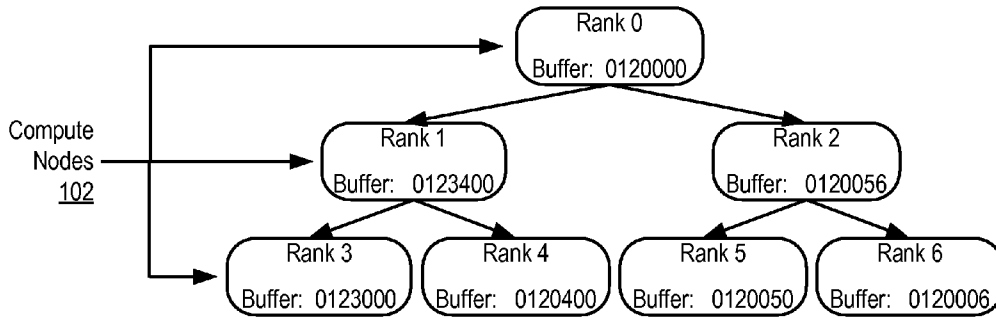 Rank 0
Buffer: 0120000
Compute
Nodes
102
Rank 1
Buffer: 0123400
Rank 2
Buffer: 0120056
Rank 3
Buffer: 0123000
Rank 4
Buffer: 0120400
Rank 5
Buffer: 0120050
Rank 6
Buffer: 0120006